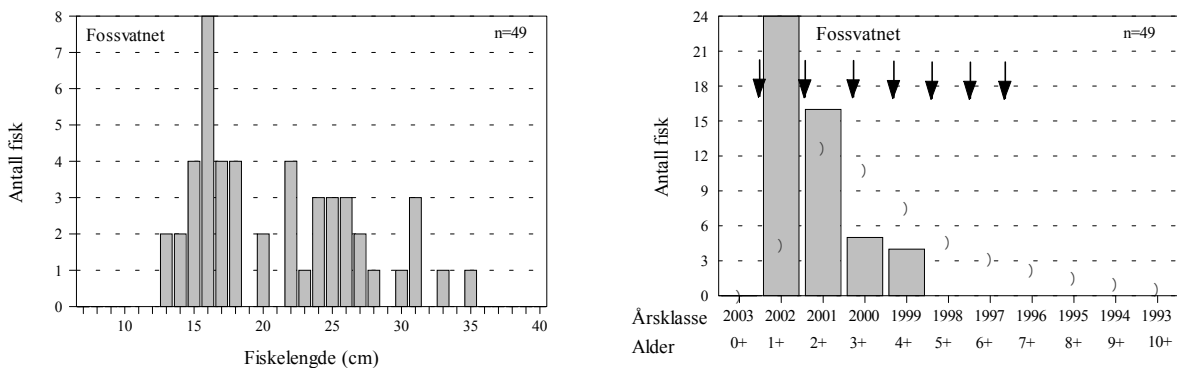 Fossvatnet n=49
Antall fisk
8
7
6
5
4
3
2
1
0
10 15 20 25 30 35 40
Fiskelengde (cm)
Fossvatnet n=49
Antall fisk
24
21
18
15
12
9
6
3
0
Årsklasse 2003 2002 2001 2000 1999 1998 1997 1996 1995 1994 1993
Alder 0+ 1+ 2+ 3+ 4+ 5+ 6+ 7+ 8+ 9+ 10+